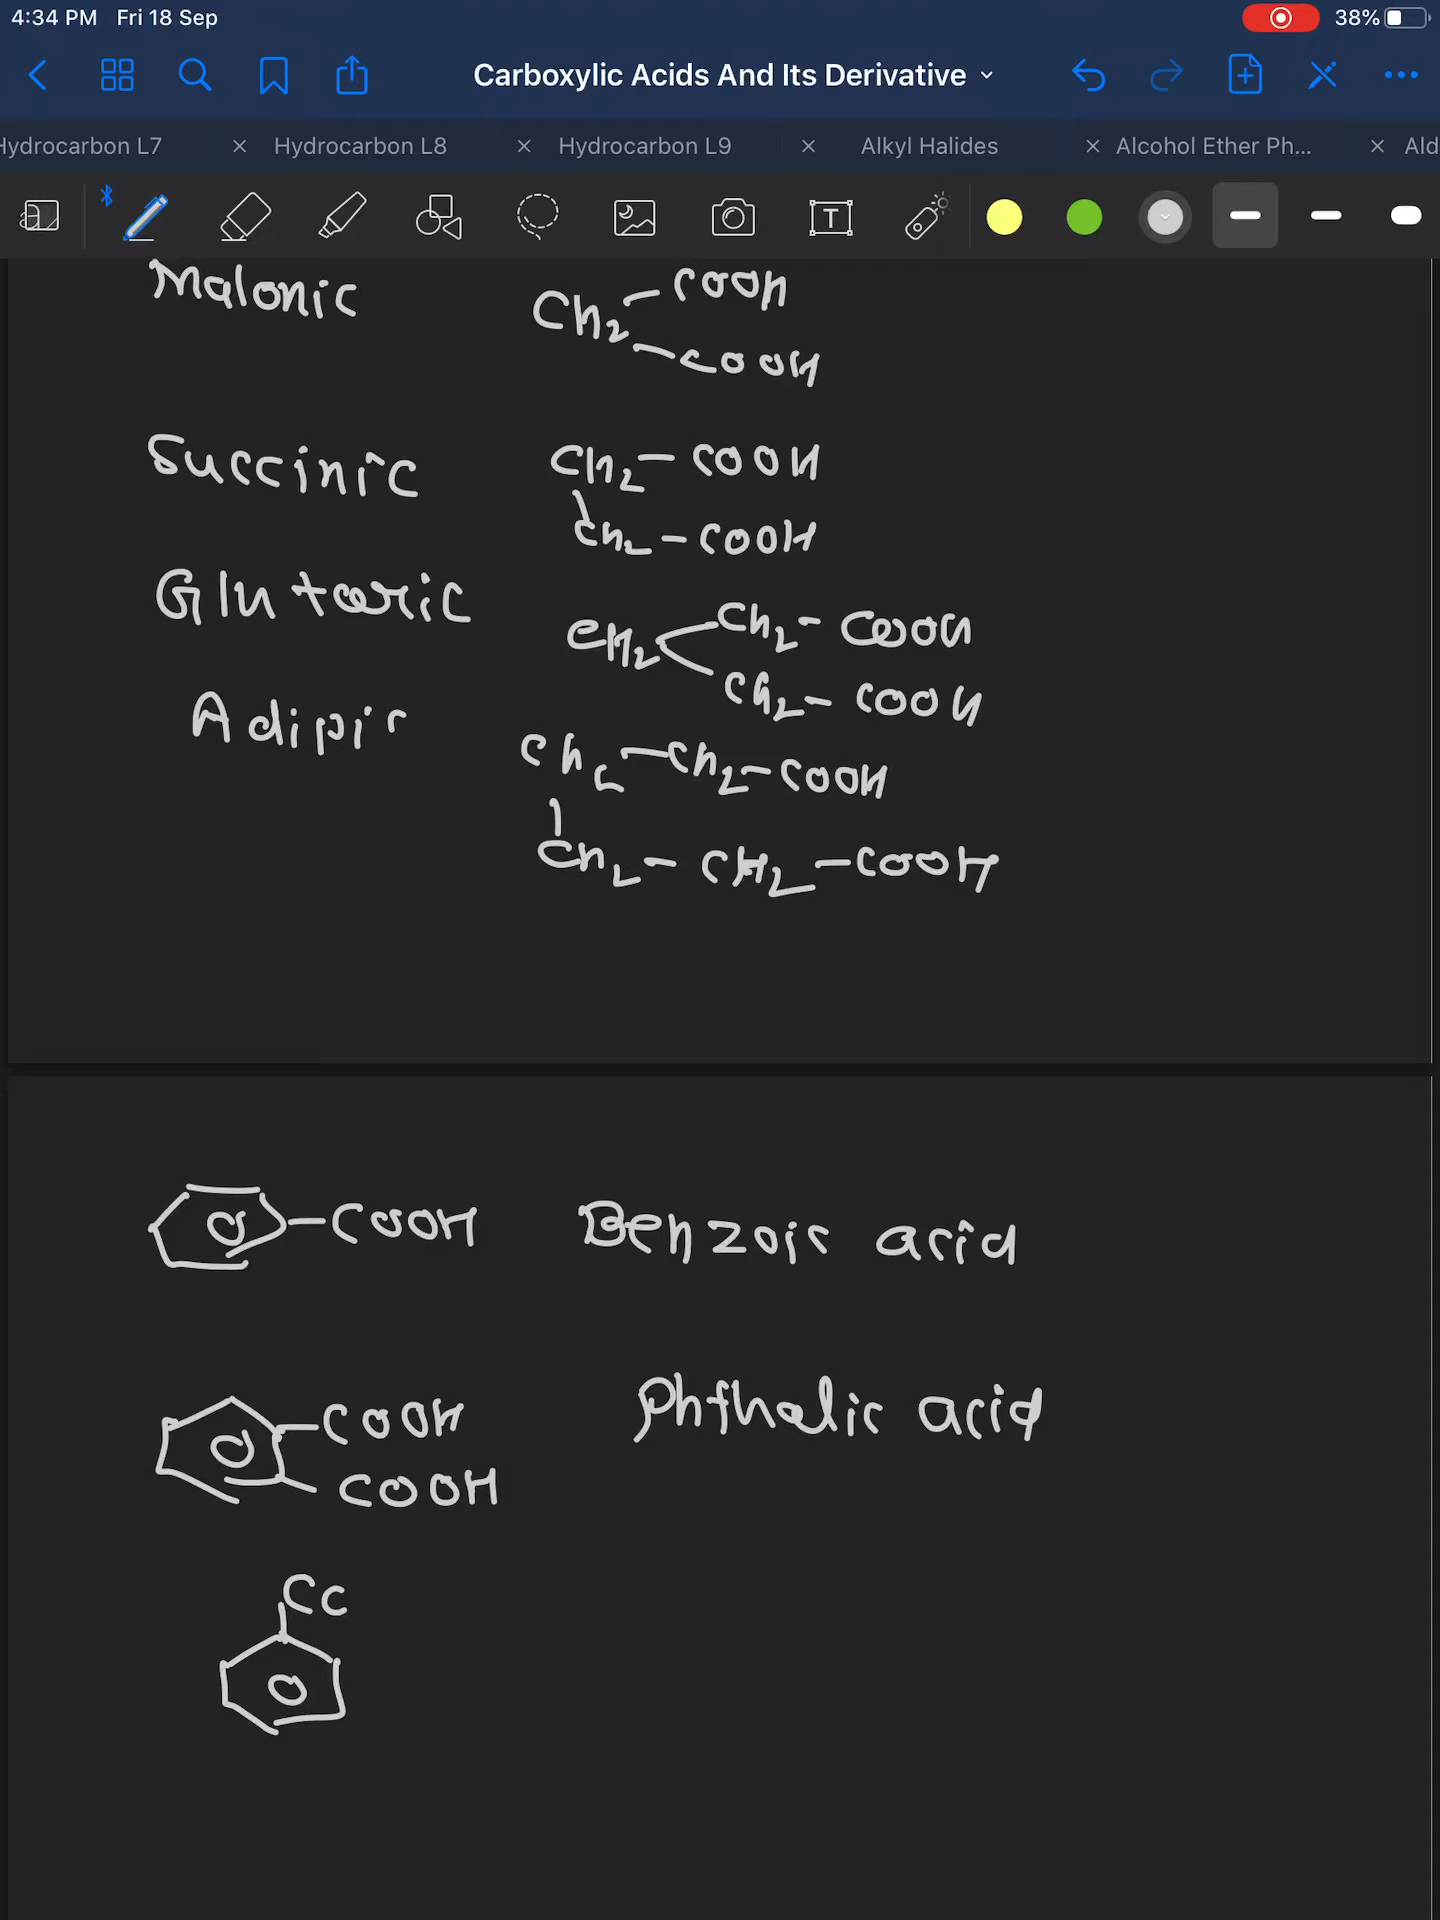 4:34 PM Fri 18 Sep 38%
Carboxylic Acids And Its Derivative
Hydrocarbon L7 × Hydrocarbon L8 × Hydrocarbon L9 × Alkyl Halides × Alcohol Ether Ph... × Ald
Malonic CH₂ – COOH
– COOH
Succinic CH₂ – COOH
CH₂ – COOH
Glutaric CH₂ CH₂ – COOH
CH₂ – COOH
Adipic CH₂ – CH₂ – COOH
CH₂ – CH₂ – COOH
– COOH Benzoic acid
– COOH Phthalic acid
COOH
CC